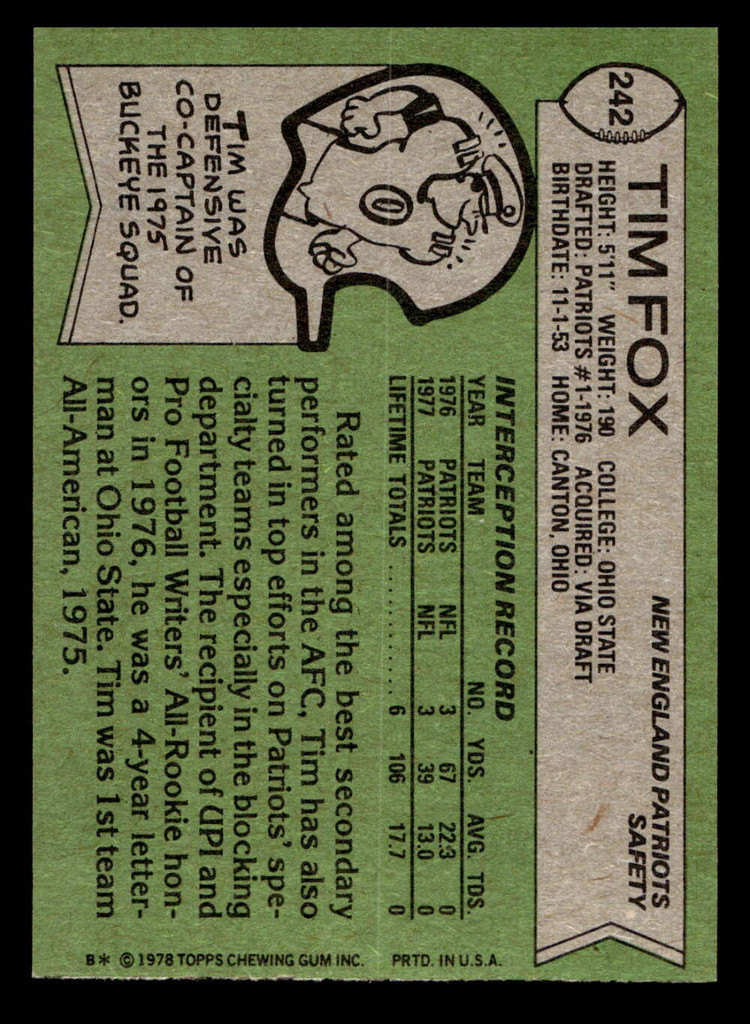 242
TIM FOX
NEW ENGLAND PATRIOTS
SAFETY
HEIGHT: 5'11" WEIGHT: 190 COLLEGE: OHIO STATE
DRAFTED: PATRIOTS #1-1976 ACQUIRED: VIA DRAFT
BIRTHDATE: 11-1-53 HOME: CANTON, OHIO
0
TIM WAS
DEFENSIVE
CO-CAPTAIN OF
THE 1975
BUCKEYE SQUAD.
INTERCEPTION RECORD
YEAR TEAM NO. YDS. AVG. TDS.
1976 PATRIOTS NFL 3 67 22.3 0
1977 PATRIOTS NFL 3 39 13.0 0
LIFETIME TOTALS .......... 6 106 17.7 0
Rated among the best secondary
performers in the AFC, Tim has also
turned in top efforts on Patriots' spe-
cialty teams especially in the blocking
department. The recipient of UPI and
Pro Football Writers' All-Rookie hon-
ors in 1976, he was a 4-year letter-
man at Ohio State. Tim was 1st team
All-American, 1975.
B* © 1978 TOPPS CHEWING GUM INC. PRTD. IN U.S.A.